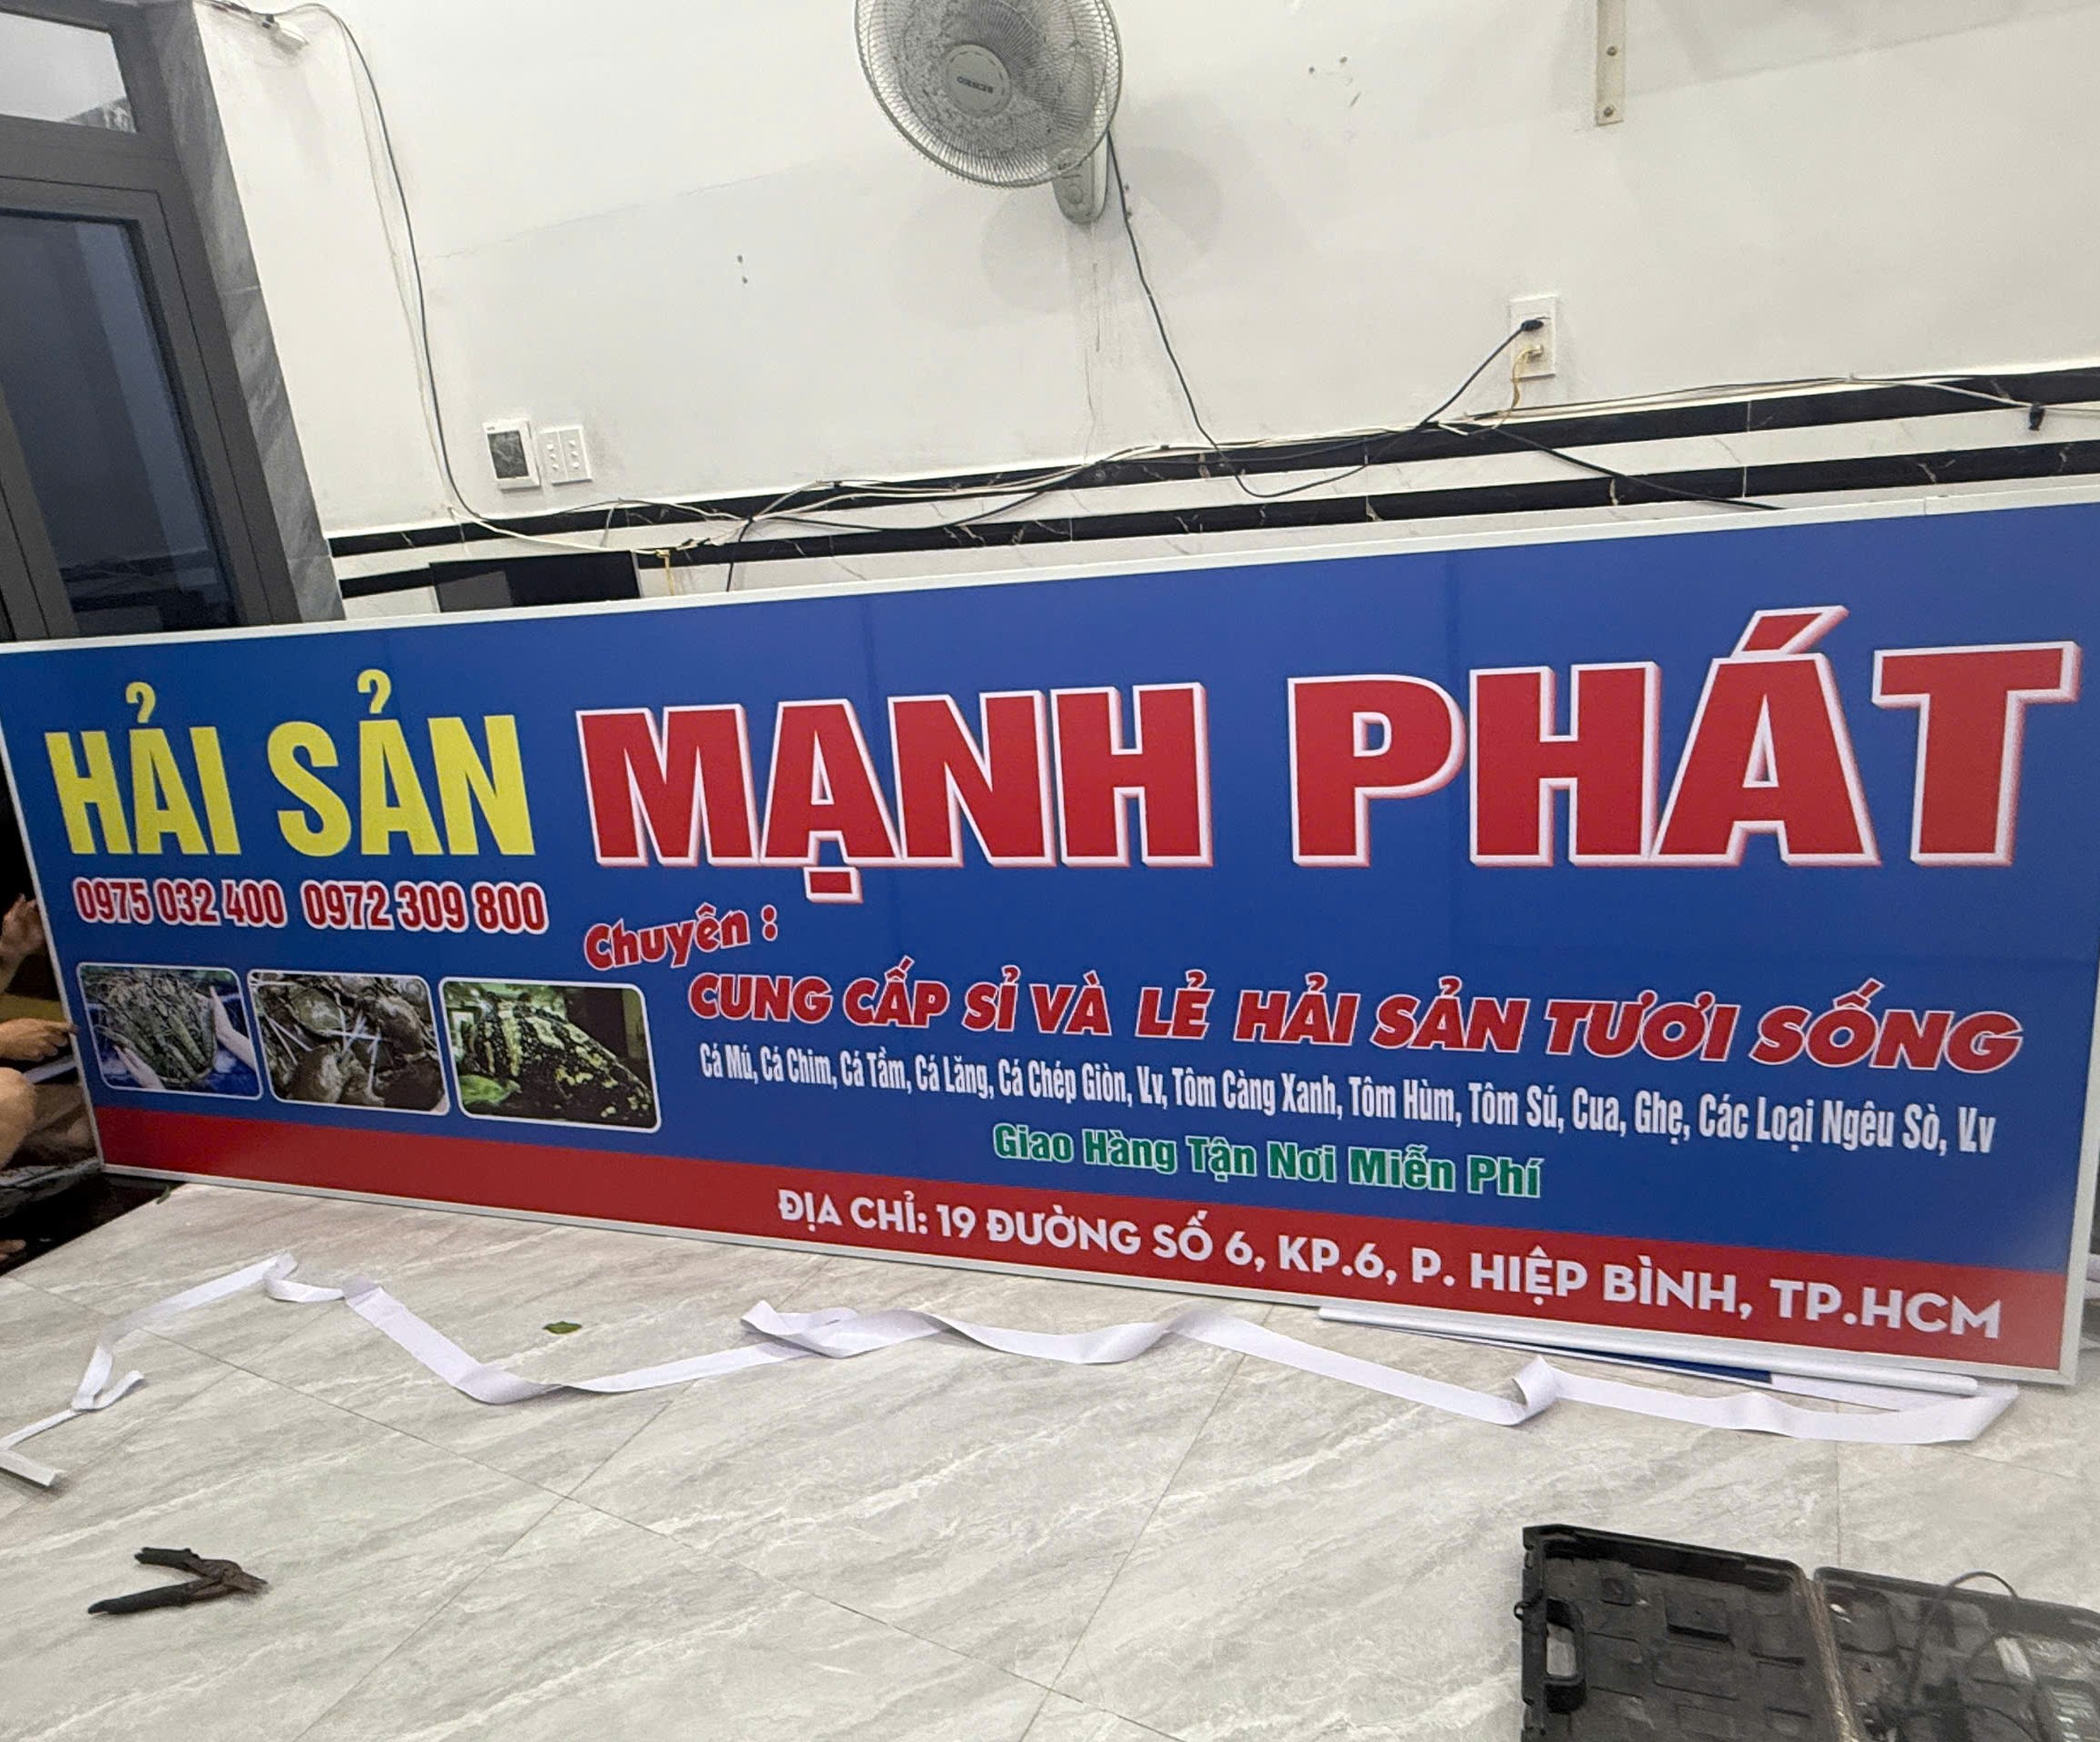 HẢI SẢN MẠNH PHÁT
0975 032 400 0972 309 800
Chuyên :
CUNG CẤP SỈ VÀ LẺ HẢI SẢN TƯƠI SỐNG
Cá Mú, Cá Chim, Cá Tầm, Cá Lăng, Cá Chép Giòn, V.v, Tôm Càng Xanh, Tôm Hùm, Tôm Sú, Cua, Ghẹ, Các Loại Ngêu Sò, V.v
Giao Hàng Tận Nơi Miễn Phí
ĐỊA CHỈ: 19 ĐƯỜNG SỐ 6, KP.6, P. HIỆP BÌNH, TP.HCM